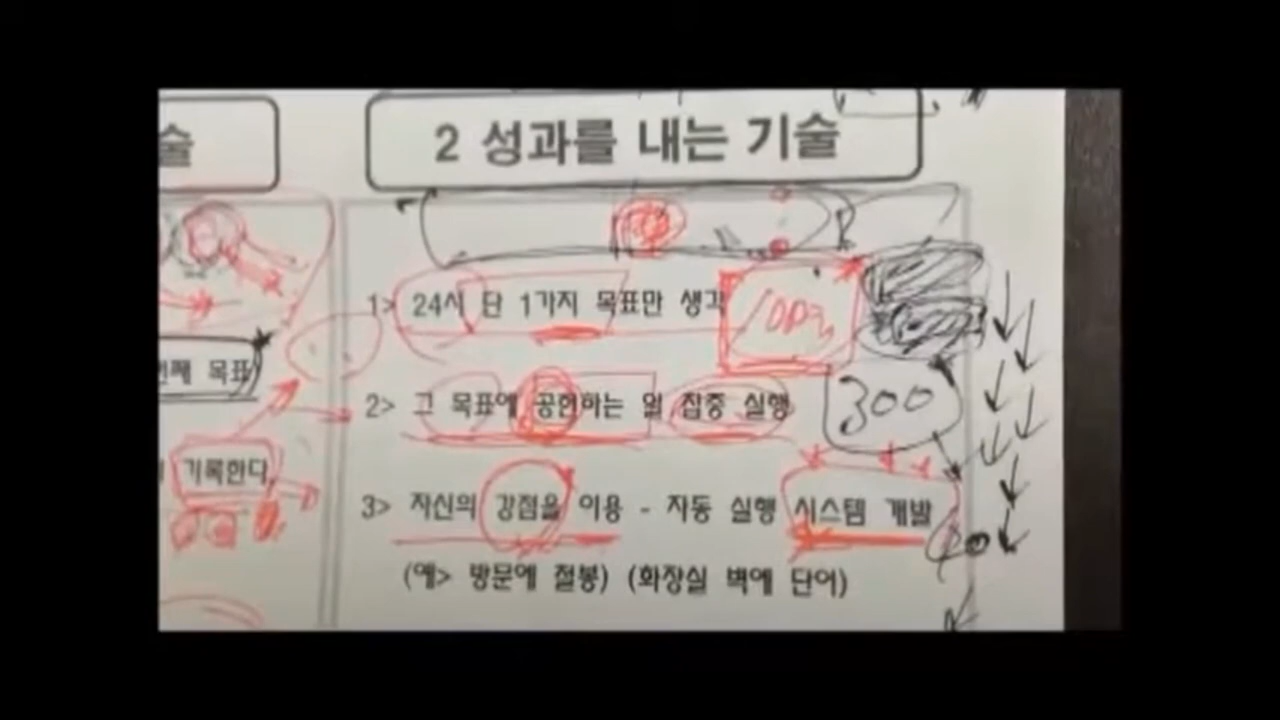 술
2 성과를 내는 기술
1> 24시 단 1가지 목표만 생각
번째 목표
300
2> 그 목표에 공헌하는 일 집중 실행
기록한다.
3> 자신의 강점을 이용 - 자동 실행 시스템 개발
(예> 방문에 절봉) (화장실 벽에 단어)